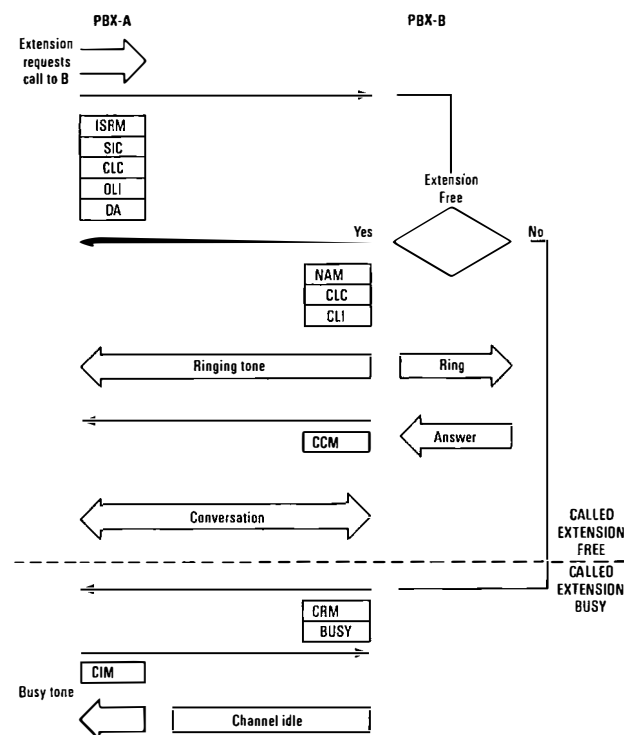 PBX-A
PBX-B
Extension
requests
call to B
ISRM
SIC
CLC
OLI
DA
Extension
Free
Yes
No
NAM
CLC
CLI
Ringing tone
Ring
CCM
Answer
Conversation
CALLED
EXTENSION
FREE
CALLED
EXTENSION
BUSY
CRM
BUSY
CIM
Busy tone
Channel idle